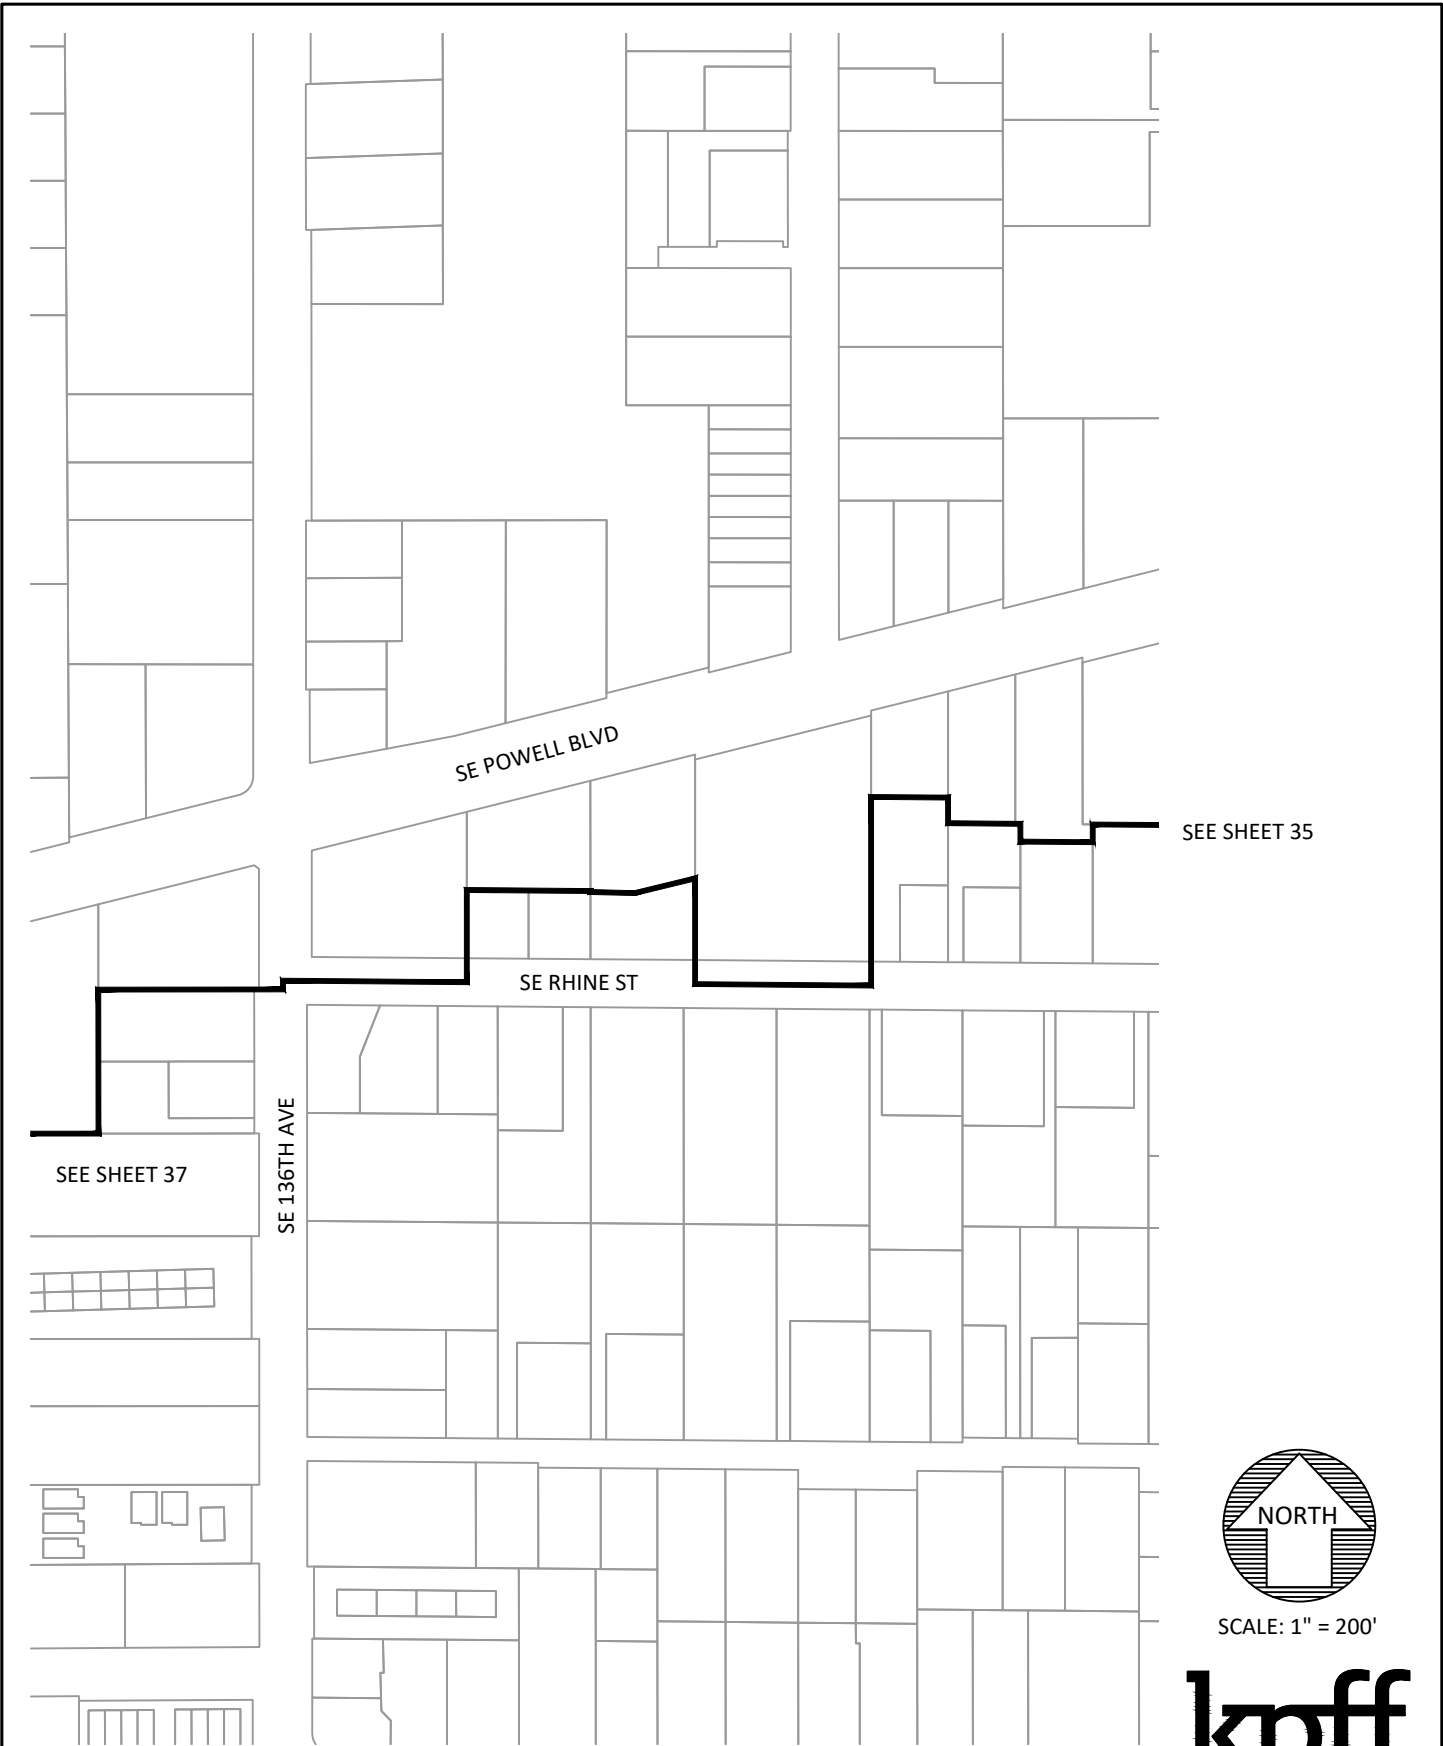 SE POWELL BLVD
SEE SHEET 35
SE RHINE ST
SE 136TH AVE
SEE SHEET 37
NORTH
SCALE: 1" = 200'
kpff